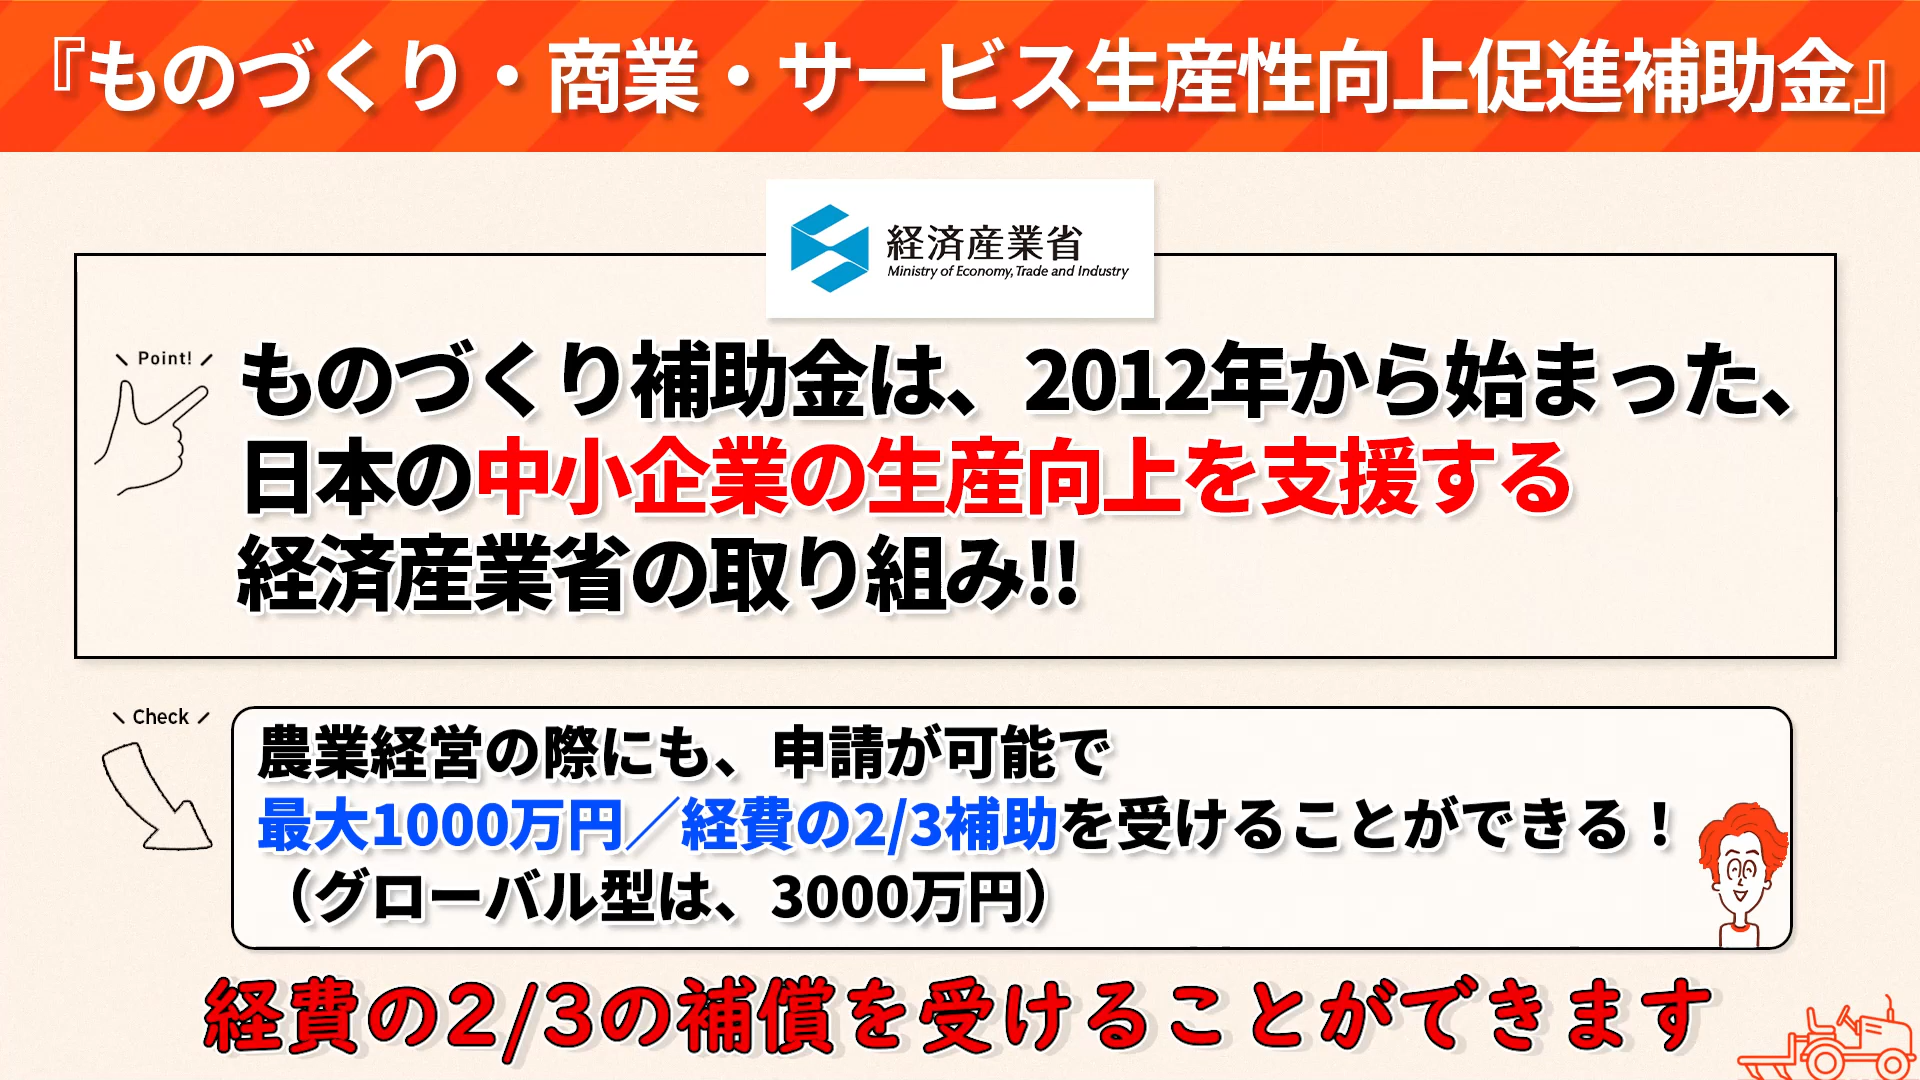 『ものづくり・商業・サービス生産性向上促進補助金』
経済産業省
Ministry of Economy, Trade and Industry
Point!
ものづくり補助金は、2012年から始まった、
日本の中小企業の生産向上を支援する
経済産業省の取り組み!!
Check
農業経営の際にも、申請が可能で
最大1000万円／経費の2/3補助を受けることができる！
（グローバル型は、3000万円）
経費の2/3の補償を受けることができます